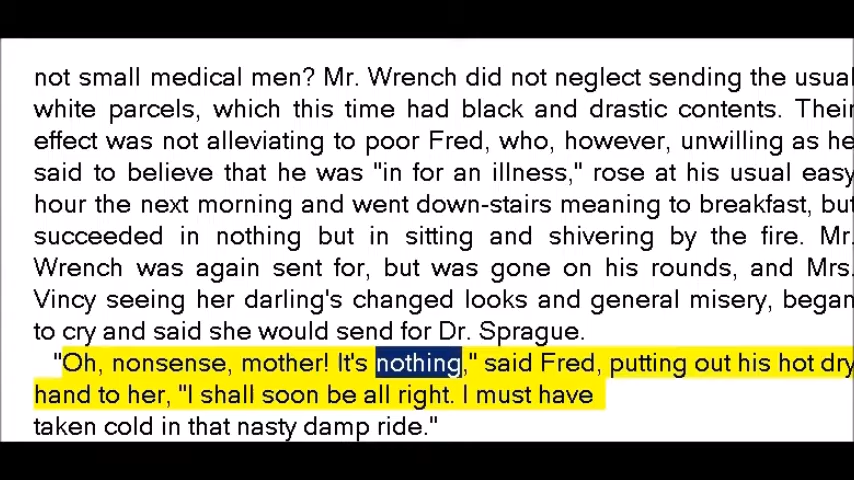 not small medical men? Mr. Wrench did not neglect sending the usual
white parcels, which this time had black and drastic contents. Their
effect was not alleviating to poor Fred, who, however, unwilling as he
said to believe that he was "in for an illness," rose at his usual easy
hour the next morning and went down-stairs meaning to breakfast, but
succeeded in nothing but in sitting and shivering by the fire. Mr.
Wrench was again sent for, but was gone on his rounds, and Mrs.
Vincy seeing her darling's changed looks and general misery, began
to cry and said she would send for Dr. Sprague.
"Oh, nonsense, mother! It's nothing," said Fred, putting out his hot dry
hand to her, "I shall soon be all right. I must have
taken cold in that nasty damp ride."